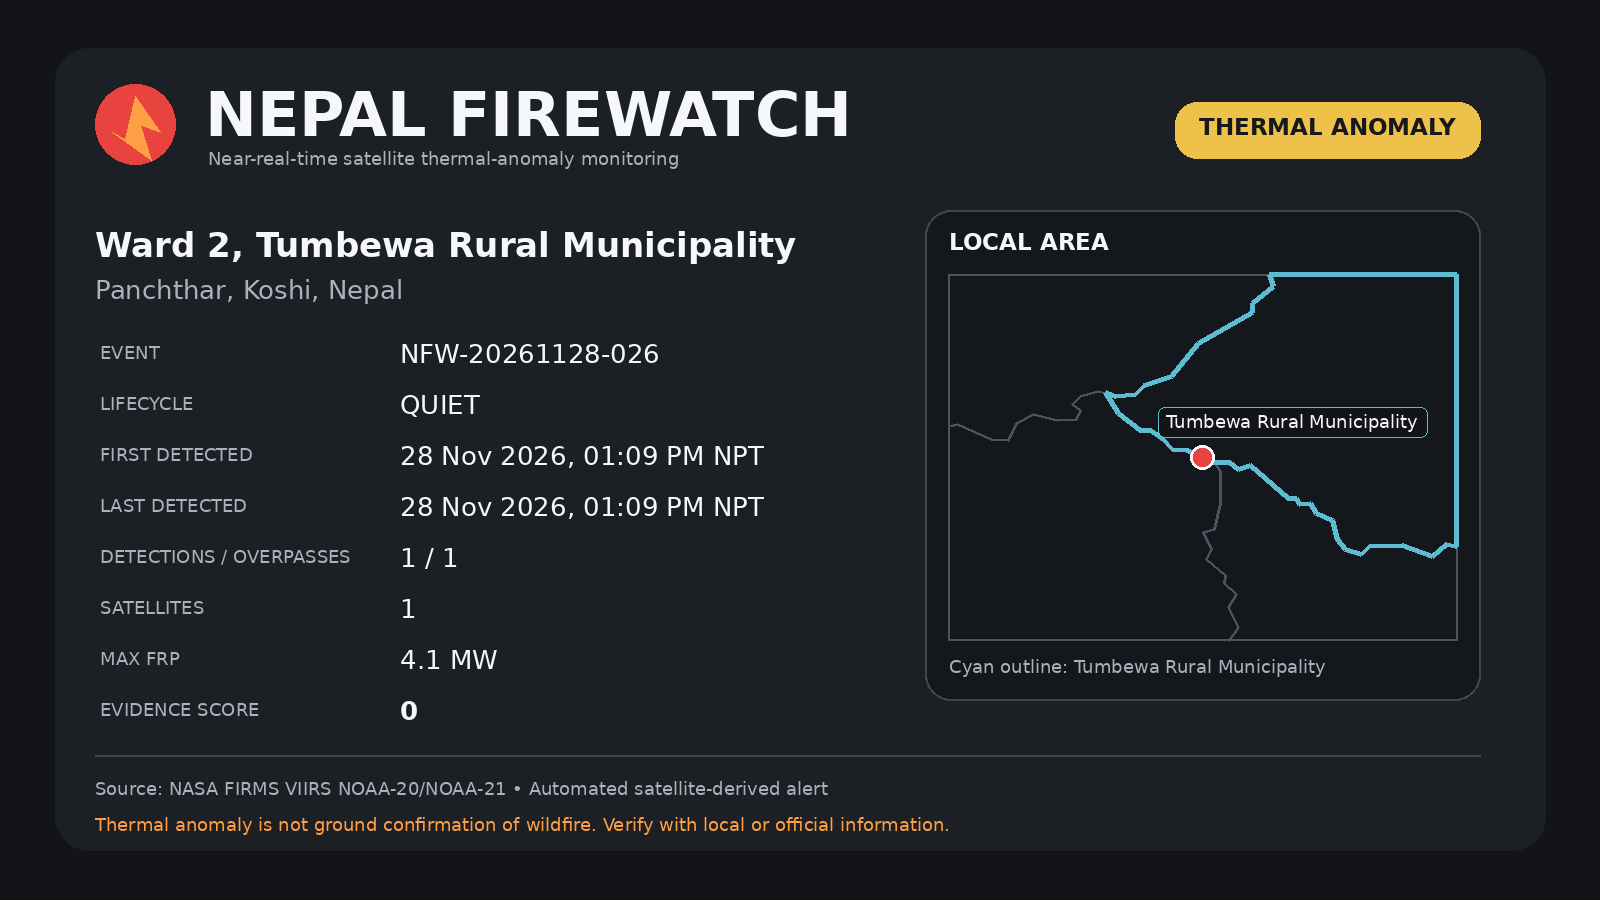 NEPAL FIREWATCH
Near-real-time satellite thermal-anomaly monitoring
THERMAL ANOMALY
Ward 2, Tumbewa Rural Municipality
Panchthar, Koshi, Nepal
EVENT NFW-20261128-026
LIFECYCLE QUIET
FIRST DETECTED 28 Nov 2026, 01:09 PM NPT
LAST DETECTED 28 Nov 2026, 01:09 PM NPT
DETECTIONS / OVERPASSES 1 / 1
SATELLITES 1
MAX FRP 4.1 MW
EVIDENCE SCORE 0
LOCAL AREA
Tumbewa Rural Municipality
Cyan outline: Tumbewa Rural Municipality
Source: NASA FIRMS VIIRS NOAA-20/NOAA-21 • Automated satellite-derived alert
Thermal anomaly is not ground confirmation of wildfire. Verify with local or official information.